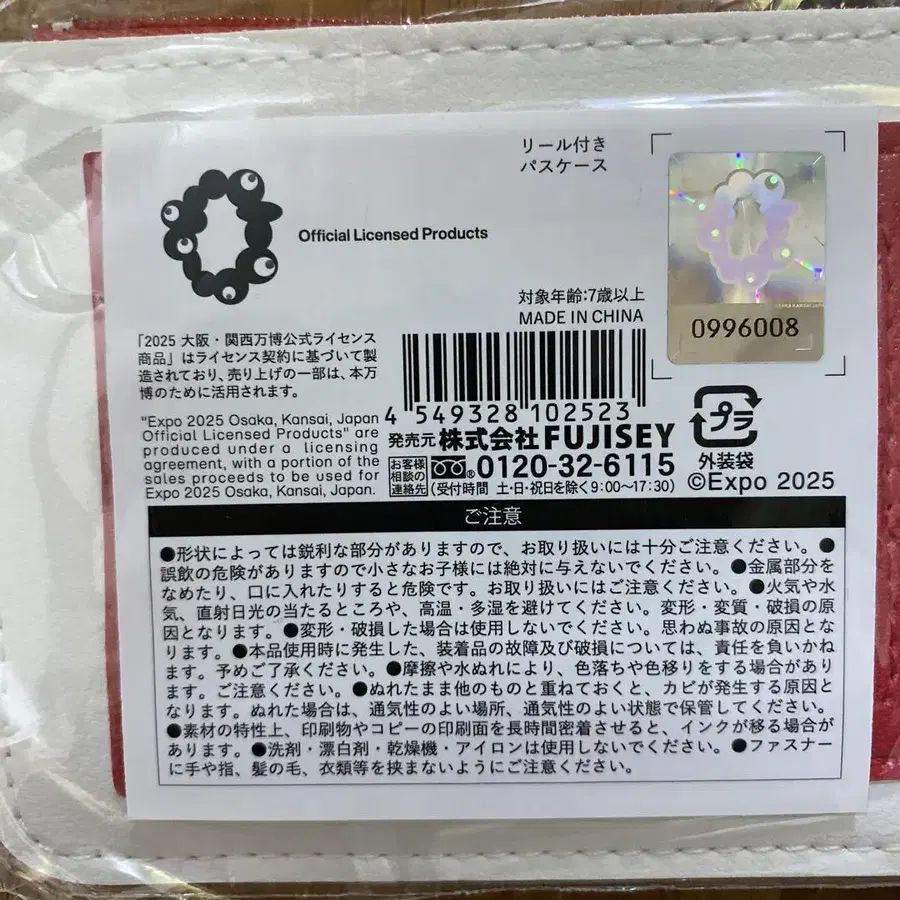 リール付き
パスケース
Official Licensed Products
対象年齢:7歳以上
MADE IN CHINA
0996008
「2025 大阪・関西万博公式ライセンス
商品」はライセンス契約に基づいて製
造されており、売り上げの一部は、本万
博のために活用されます。
"Expo 2025 Osaka, Kansai, Japan
Official Licensed Products" are
produced under a licensing
agreement, with a portion of the
sales proceeds to be used for
Expo 2025 Osaka, Kansai, Japan.
4 549328 102523
発売元 株式会社FUJISEY
お客様相談の連絡先 ® 0120-32-6115
(受付時間 土・日・祝日を除く9:00〜17:30)
プラ
外装袋
©Expo 2025
ご注意
●形状によっては鋭利な部分がありますので、お取り扱いには十分ご注意ください。●
誤飲の危険がありますので小さなお子様には絶対に与えないでください。●金属部分を
なめたり、口に入れたりすると危険です。お取り扱いにはご注意ください。●火気や水
気、直射日光の当たるところや、高温・多湿を避けてください。変形・変質・破損の原
因となります。●変形・破損した場合は使用しないでください。思わぬ事故の原因となり
ます。●本品使用時に発生した、装着品の故障及び破損については、責任を負いかね
ます。予めご了承ください。●摩擦や水ぬれにより、色落ちや色移りをする場合があり
ます。ご注意ください。●ぬれたまま他のものと重ねておくと、カビが発生する原因と
なります。ぬれた場合は、通気性のよい場所、通気性のよい状態で保管してください。
●素材の特性上、印刷物やコピーの印刷面を長時間密着させると、インクが移る場合が
あります。●洗剤・漂白剤・乾燥機・アイロンは使用しないでください。●ファスナー
に手や指、髪の毛、衣類等を挟まないようにご注意ください。